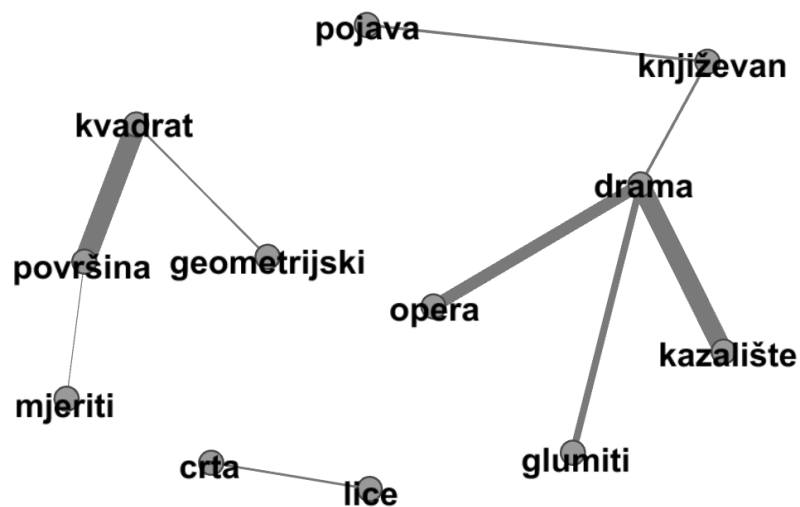 pojava
književan
kvadrat
drama
površina
geometrijski
opera
kazalište
mjeriti
crta
glumiti
lice